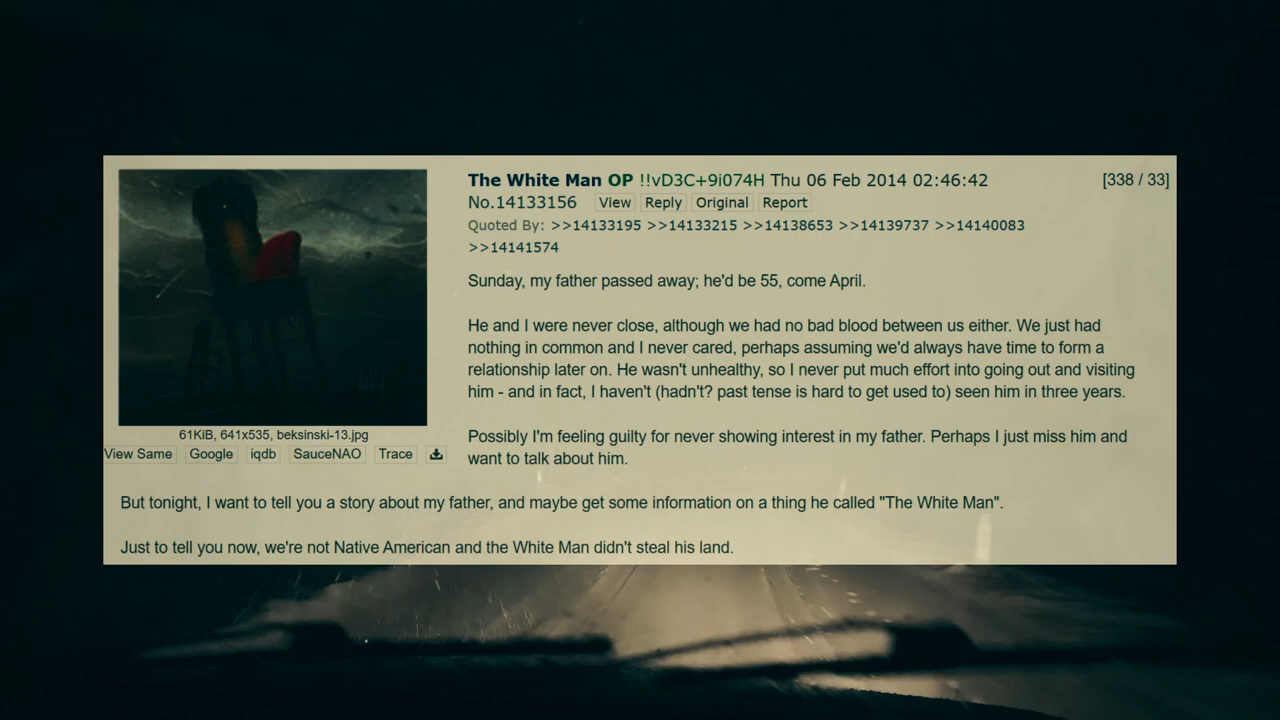 The White Man OP !!vD3C+9i074H Thu 06 Feb 2014 02:46:42 [338 / 33]
No.14133156 View Reply Original Report
Quoted By: >>14133195 >>14133215 >>14138653 >>14139737 >>14140083
>>14141574
Sunday, my father passed away; he'd be 55, come April.
He and I were never close, although we had no bad blood between us either. We just had
nothing in common and I never cared, perhaps assuming we'd always have time to form a
relationship later on. He wasn't unhealthy, so I never put much effort into going out and visiting
him - and in fact, I haven't (hadn't? past tense is hard to get used to) seen him in three years.
61KiB, 641x535, beksinski-13.jpg
View Same Google iqdb SauceNAO Trace
Possibly I'm feeling guilty for never showing interest in my father. Perhaps I just miss him and
want to talk about him.
But tonight, I want to tell you a story about my father, and maybe get some information on a thing he called "The White Man".
Just to tell you now, we're not Native American and the White Man didn't steal his land.